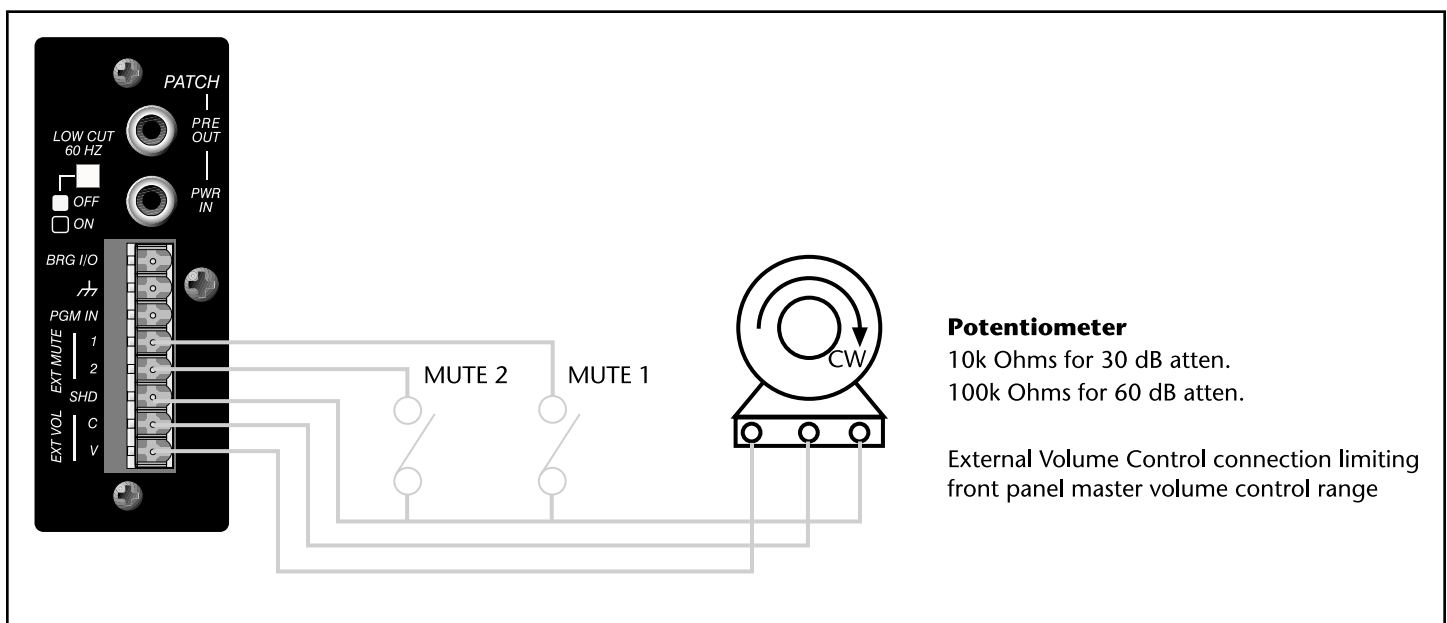 PATCH
PRE
OUT
LOW CUT
60 HZ
PWR
IN
OFF
ON
BRG I/O
PGM IN
EXT MUTE
1
2
SHD
EXT VOL
C
V
MUTE 2
MUTE 1
CW
Potentiometer
10k Ohms for 30 dB atten.
100k Ohms for 60 dB atten.
External Volume Control connection limiting
front panel master volume control range